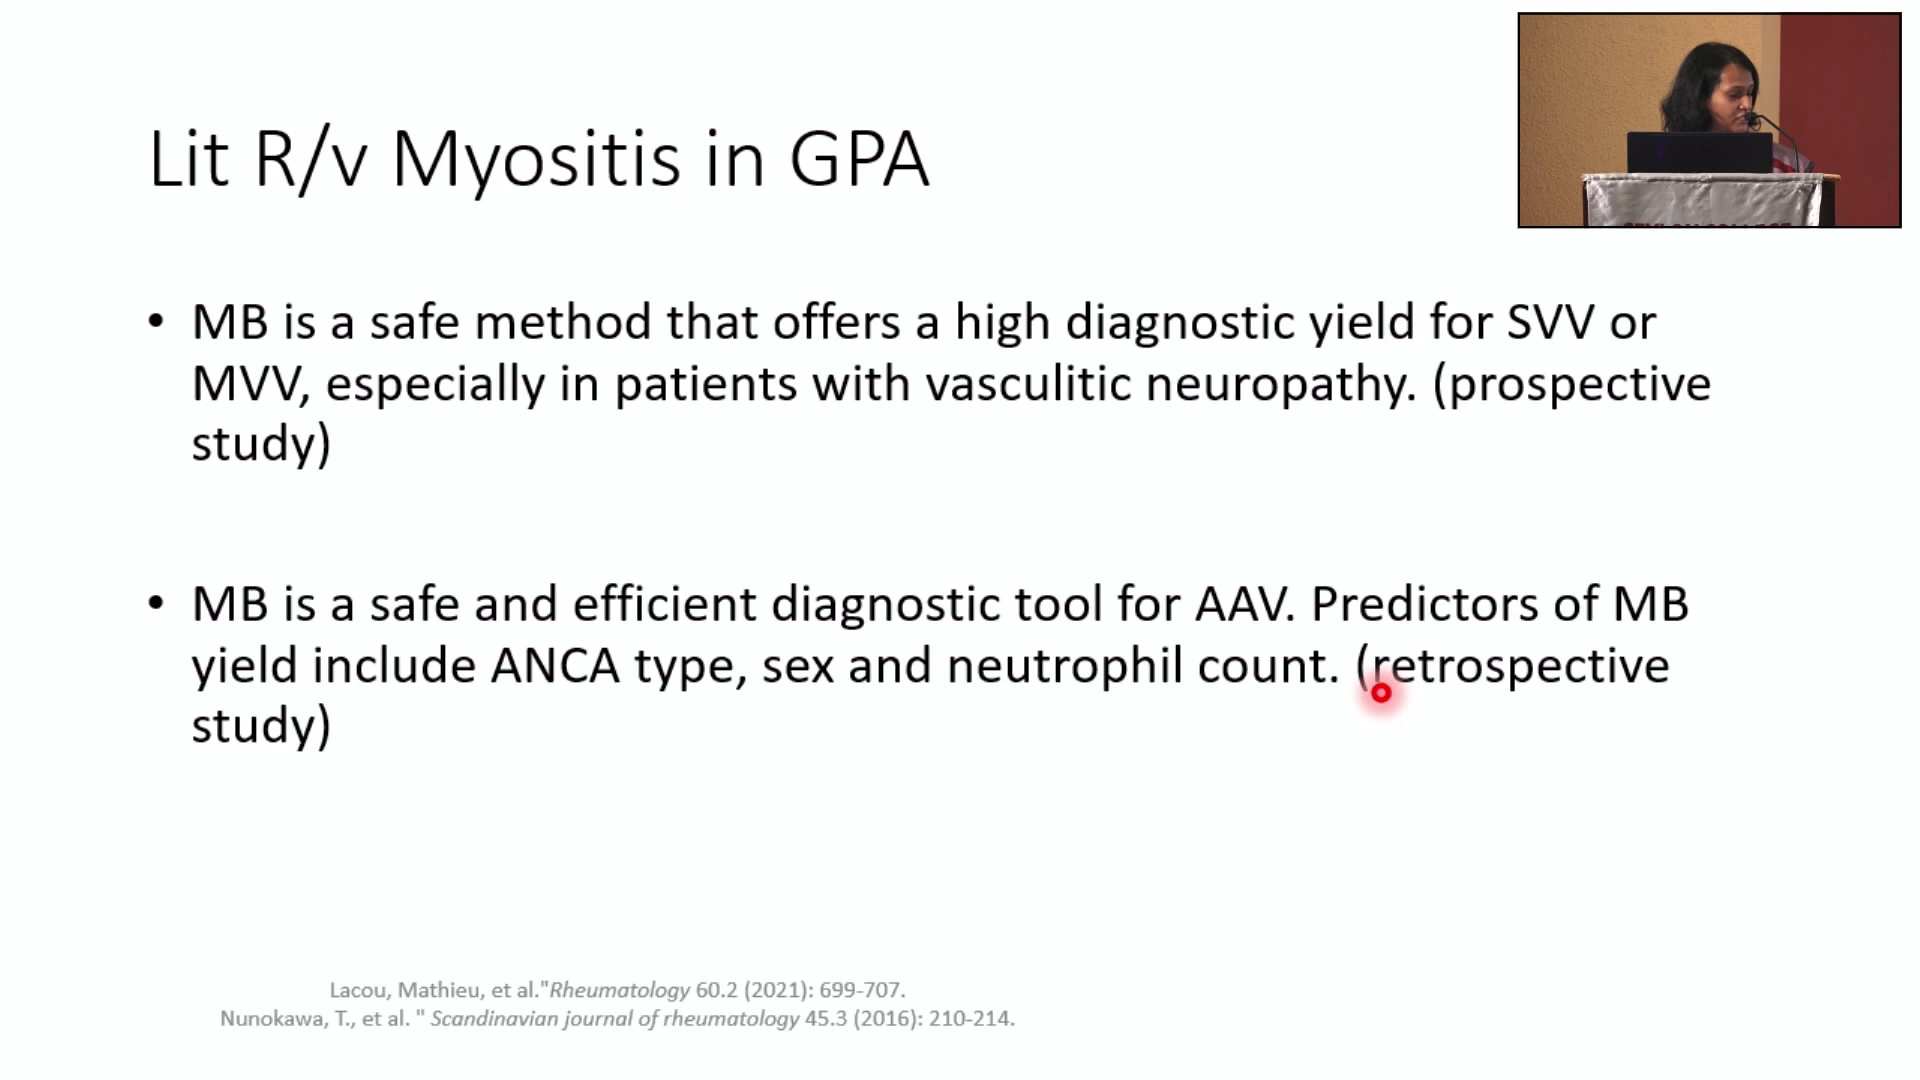 Lit R/v Myositis in GPA
• MB is a safe method that offers a high diagnostic yield for SVV or
MVV, especially in patients with vasculitic neuropathy. (prospective
study)
• MB is a safe and efficient diagnostic tool for AAV. Predictors of MB
yield include ANCA type, sex and neutrophil count. (retrospective
study)
Lacou, Mathieu, et al."Rheumatology 60.2 (2021): 699-707.
Nunokawa, T., et al. " Scandinavian journal of rheumatology 45.3 (2016): 210-214.